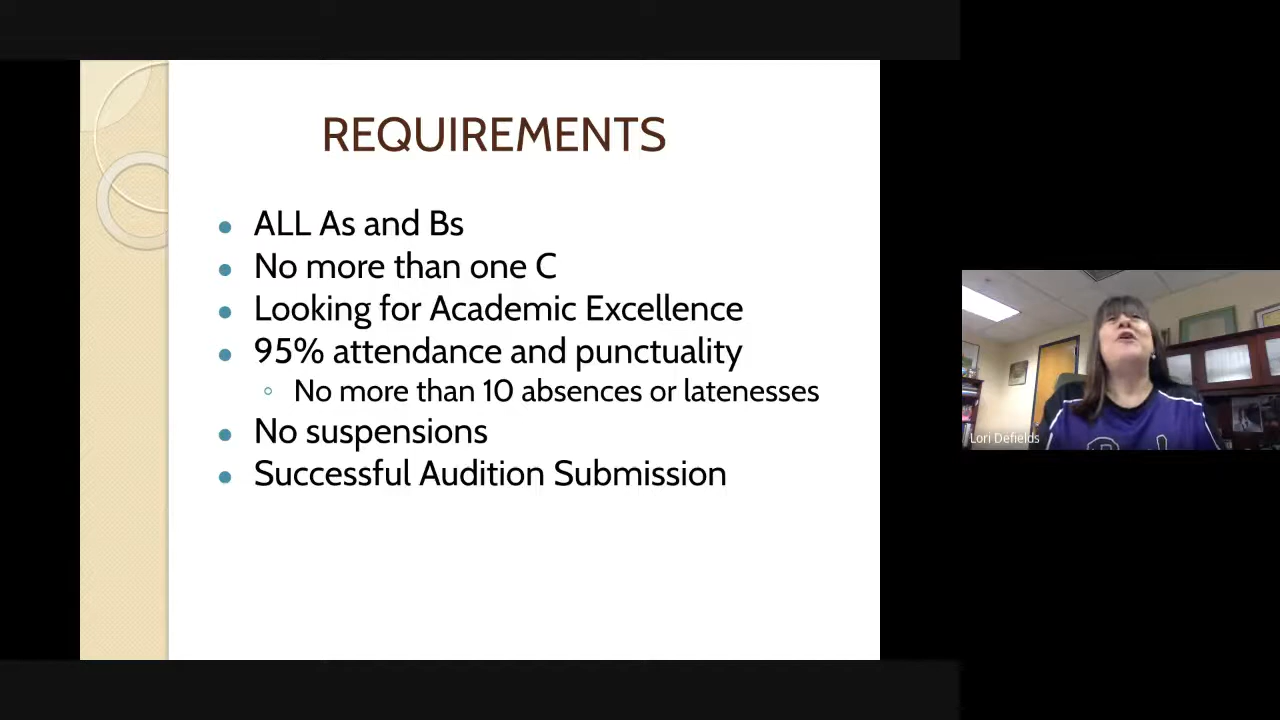 REQUIREMENTS
ALL As and Bs
No more than one C
Looking for Academic Excellence
95% attendance and punctuality
No more than 10 absences or latenesses
No suspensions
Successful Audition Submission
Lori Defields